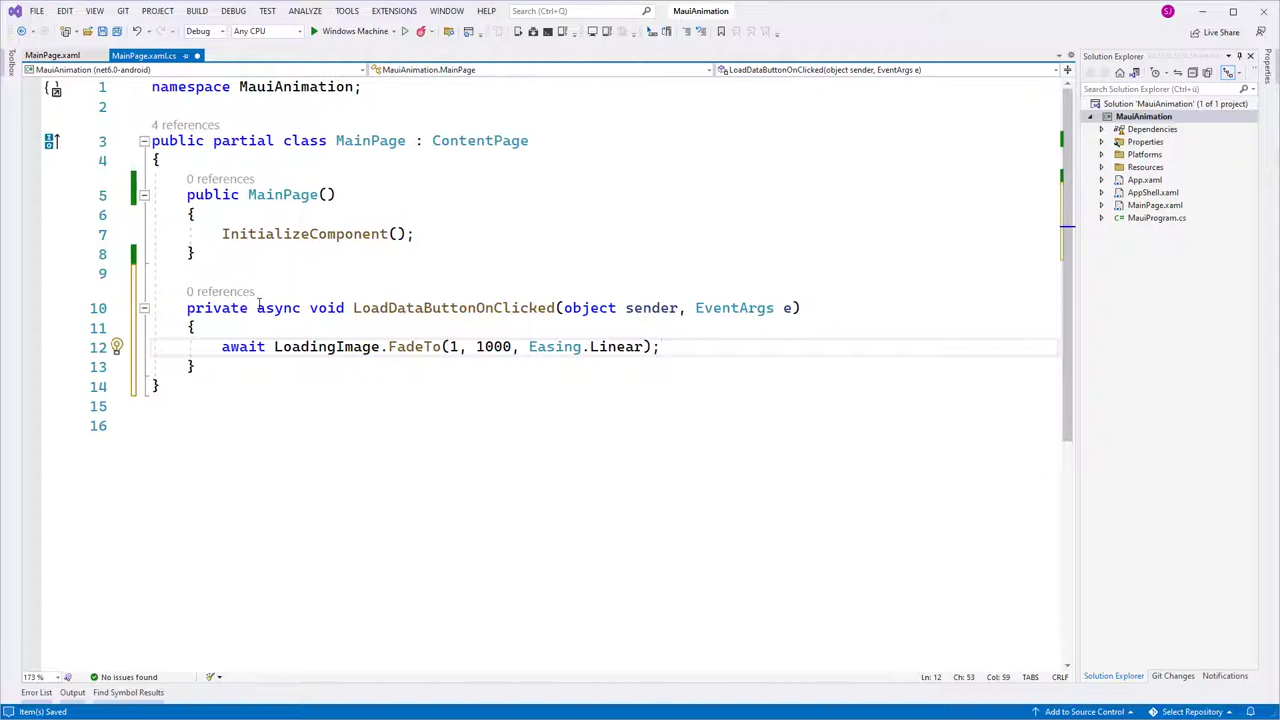 FILE EDIT VIEW GIT PROJECT BUILD DEBUG TEST ANALYZE TOOLS EXTENSIONS WINDOW HELP Search (Ctrl+Q) MauiAnimation SJ
Debug Any CPU Windows Machine Live Share
MainPage.xaml MainPage.xaml.cs
Toolbox
MauiAnimation (net6.0-android) MauiAnimation.MainPage LoadDataButtonOnClicked(object sender, EventArgs e)
1 namespace MauiAnimation;
2
4 references
3 public partial class MainPage : ContentPage
4 {
0 references
5 public MainPage()
6 {
7 InitializeComponent();
8 }
9
0 references
10 private async void LoadDataButtonOnClicked(object sender, EventArgs e)
11 {
12 await LoadingImage.FadeTo(1, 1000, Easing.Linear);
13 }
14 }
15
16
173 % No issues found Ln: 12 Ch: 53 Col: 59 TABS CRLF
Error List Output Find Symbol Results
Item(s) Saved Add to Source Control Select Repository
Solution Explorer
Search Solution Explorer (Ctrl+ü)
Solution 'MauiAnimation' (1 of 1 project)
MauiAnimation
Dependencies
Properties
Platforms
Resources
App.xaml
AppShell.xaml
MainPage.xaml
MauiProgram.cs
Solution Explorer Git Changes Notifications
Properties